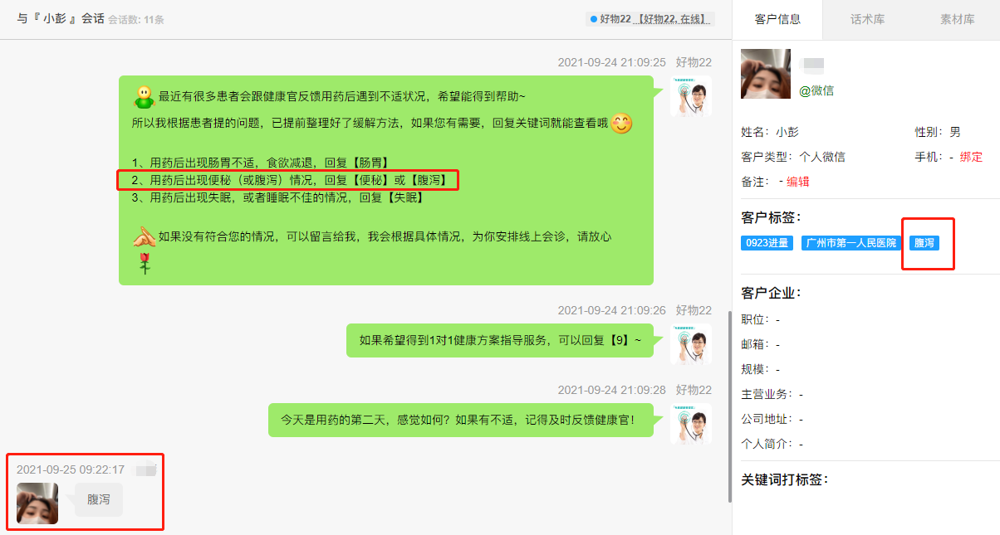 与『 小彭 』会话 会话数: 11条
好物22 【好物22, 在线】
客户信息
话术库
素材库
2021-09-24 21:09:25 好物22
最近有很多患者会跟健康官反馈用药后遇到不适状况，希望能得到帮助~
所以我根据患者提的问题，已提前整理好了缓解方法，如果您有需要，回复关键词就能查看哦
1、用药后出现肠胃不适，食欲减退，回复【肠胃】
2、用药后出现便秘（或腹泻）情况，回复【便秘】或【腹泻】
3、用药后出现失眠，或者睡眠不佳的情况，回复【失眠】
如果没有符合您的情况，可以留言给我，我会根据具体情况，为你安排线上会诊，请放心
2021-09-24 21:09:26 好物22
如果希望得到1对1健康方案指导服务，可以回复【9】~
2021-09-24 21:09:28 好物22
今天是用药的第二天，感觉如何？如果有不适，记得及时反馈健康官！
2021-09-25 09:22:17
腹泻
@微信
姓名：小彭
性别：男
客户类型：个人微信
手机：- 绑定
备注： - 编辑
客户标签：
0923进量 广州市第一人民医院 腹泻
客户企业：
职位：-
邮箱：-
规模：-
主营业务：-
公司地址：-
个人简介：-
关键词打标签：